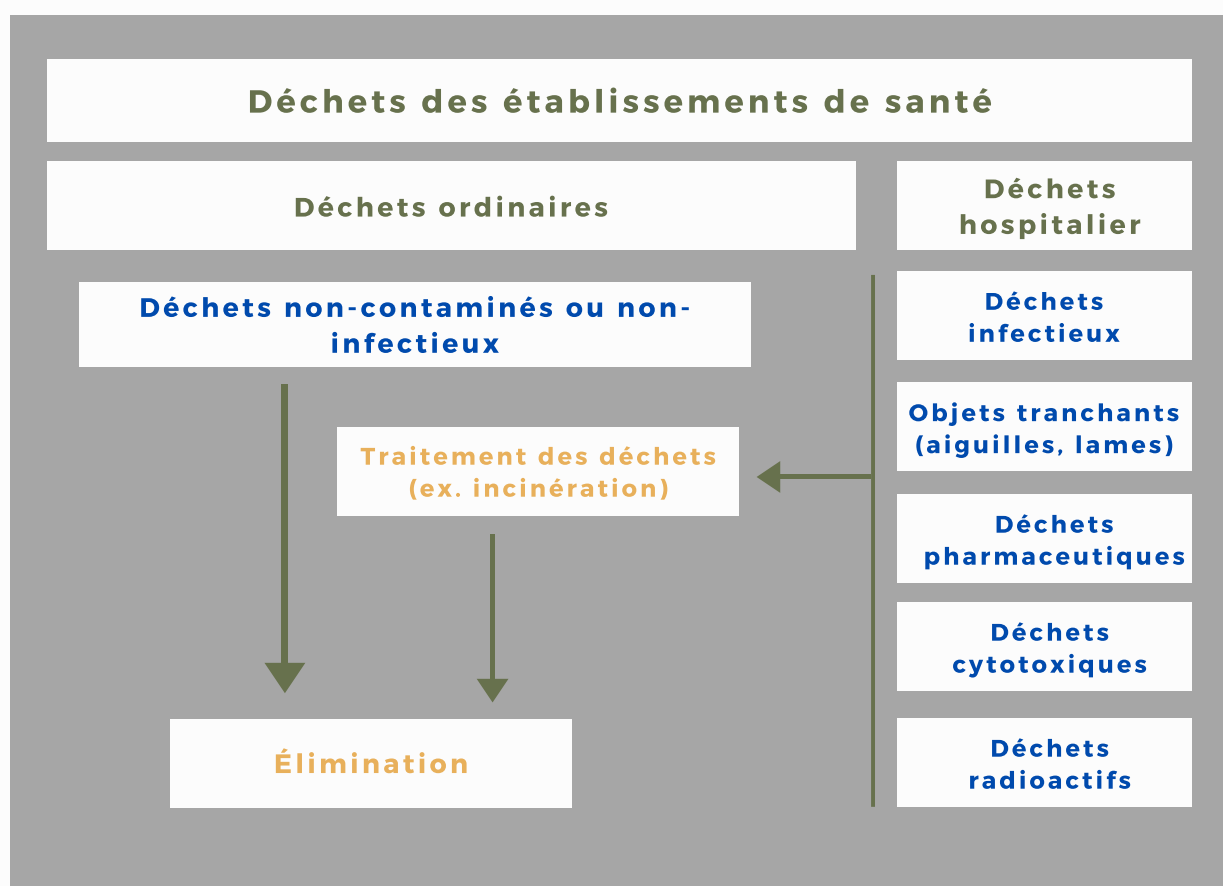 Déchets des établissements de santé
Déchets ordinaires
Déchets
hospitalier
Déchets non-contaminés ou non-
infectieux
Déchets
infectieux
Objets tranchants
(aiguilles, lames)
Traitement des déchets
(ex. incinération)
Déchets
pharmaceutiques
Déchets
cytotoxiques
Élimination
Déchets
radioactifs